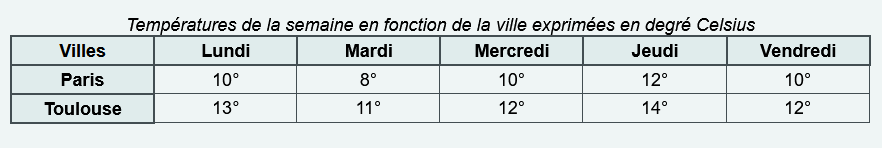 Températures de la semaine en fonction de la ville exprimées en degré Celsius
Villes Lundi Mardi Mercredi Jeudi Vendredi
Paris 10° 8° 10° 12° 10°
Toulouse 13° 11° 12° 14° 12°